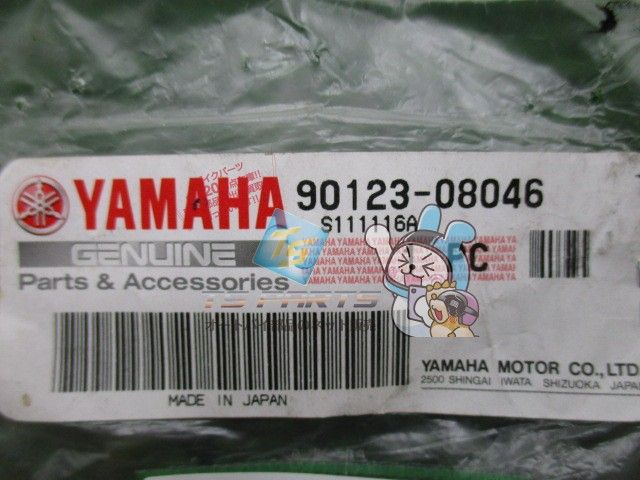 YAMAHA 90123-08046
S111116A
GENUINE
Parts & Accessories
PC
TS PARTS
MADE IN JAPAN
YAMAHA MOTOR CO.,LTD
2500 SHINGAI IWATA SHIZUOKA JAPAN